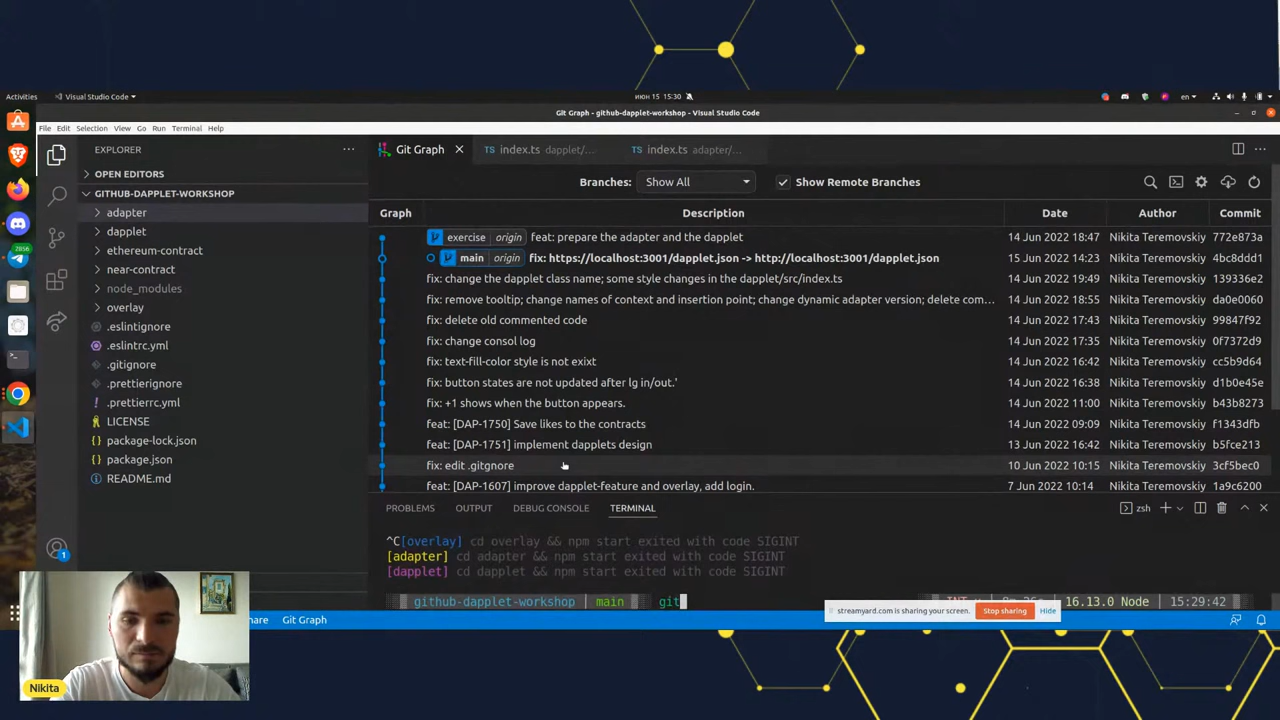 Activities
Visual Studio Code
июн 15 15:30
en
Git Graph - github-dapplet-workshop - Visual Studio Code
File Edit Selection View Go Run Terminal Help
EXPLORER
Git Graph
index.ts dapplet/...
index.ts adapter/...
OPEN EDITORS
Branches: Show All
Show Remote Branches
GITHUB-DAPPLET-WORKSHOP
adapter
dapplet
ethereum-contract
near-contract
node_modules
overlay
.eslintignore
.eslintrc.yml
.gitignore
.prettierignore
.prettierrc.yml
LICENSE
package-lock.json
package.json
README.md
Graph Description Date Author Commit
exercise origin feat: prepare the adapter and the dapplet 14 Jun 2022 18:47 Nikita Teremovskiy 772e873a
main origin fix: https://localhost:3001/dapplet.json -> http://localhost:3001/dapplet.json 15 Jun 2022 14:23 Nikita Teremovskiy 4bc8ddd1
fix: change the dapplet class name; some style changes in the dapplet/src/index.ts 14 Jun 2022 19:49 Nikita Teremovskiy 139336e2
fix: remove tooltip; change names of context and insertion point; change dynamic adapter version; delete com... 14 Jun 2022 18:55 Nikita Teremovskiy da0e0060
fix: delete old commented code 14 Jun 2022 17:43 Nikita Teremovskiy 99847f92
fix: change consol log 14 Jun 2022 17:35 Nikita Teremovskiy 0f7372d9
fix: text-fill-color style is not exixt 14 Jun 2022 16:42 Nikita Teremovskiy cc5b9d64
fix: button states are not updated after lg in/out.' 14 Jun 2022 16:38 Nikita Teremovskiy d1b0e45e
fix: +1 shows when the button appears. 14 Jun 2022 11:00 Nikita Teremovskiy b43b8273
feat: [DAP-1750] Save likes to the contracts 14 Jun 2022 09:09 Nikita Teremovskiy f1343dfb
feat: [DAP-1751] implement dapplets design 13 Jun 2022 16:42 Nikita Teremovskiy b5fce213
fix: edit .gitgnore 10 Jun 2022 10:15 Nikita Teremovskiy 3cf5bec0
feat: [DAP-1607] improve dapplet-feature and overlay, add login. 7 Jun 2022 10:14 Nikita Teremovskiy 1a9c6200
PROBLEMS OUTPUT DEBUG CONSOLE TERMINAL
zsh
^C[overlay] cd overlay && npm start exited with code SIGINT
[adapter] cd adapter && npm start exited with code SIGINT
[dapplet] cd dapplet && npm start exited with code SIGINT
github-dapplet-workshop | main git
16.13.0 Node | 15:29:42
streamyard.com is sharing your screen. Stop sharing Hide
1
Git Graph
Nikita